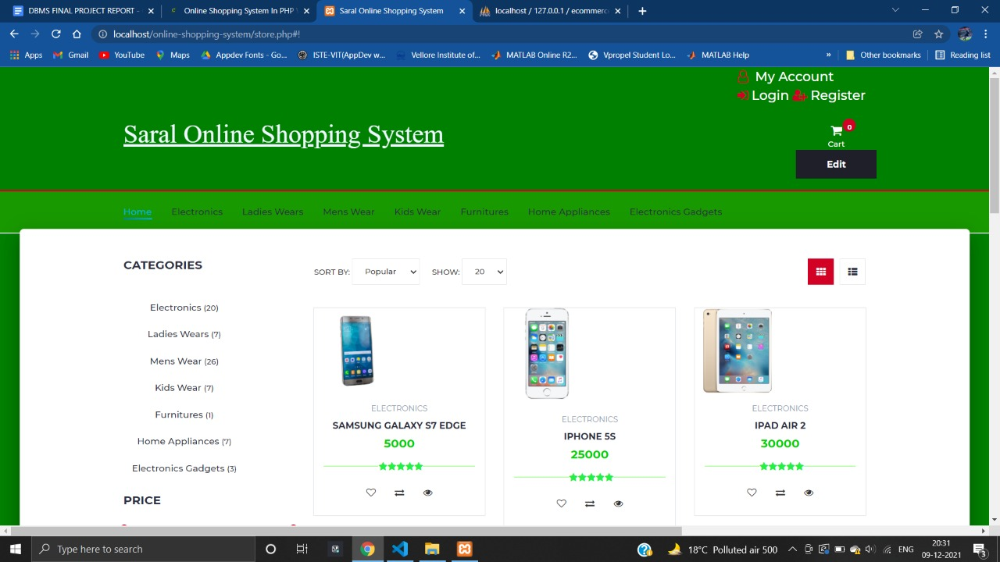 DBMS FINAL PROJECT REPORT -
Online Shopping System In PHP
Saral Online Shopping System
localhost / 127.0.0.1 / ecommerc
localhost/online-shopping-system/store.php#!
Apps
Gmail
YouTube
Maps
Appdev Fonts - Go...
ISTE-VIT(AppDev w...
Vellore Institute of...
MATLAB Online R2...
Vpropel Student Lo...
MATLAB Help
»
Other bookmarks
Reading list
My Account
Login
Register
Saral Online Shopping System
0
Cart
Edit
Home
Electronics
Ladies Wears
Mens Wear
Kids Wear
Furnitures
Home Appliances
Electronics Gadgets
CATEGORIES
Electronics (20)
Ladies Wears (7)
Mens Wear (26)
Kids Wear (7)
Furnitures (1)
Home Appliances (7)
Electronics Gadgets (3)
PRICE
SORT BY: Popular
SHOW: 20
ELECTRONICS
SAMSUNG GALAXY S7 EDGE
5000
ELECTRONICS
IPHONE 5S
25000
ELECTRONICS
IPAD AIR 2
30000
Type here to search
18°C Polluted air 500
ENG
20:31
09-12-2021
3